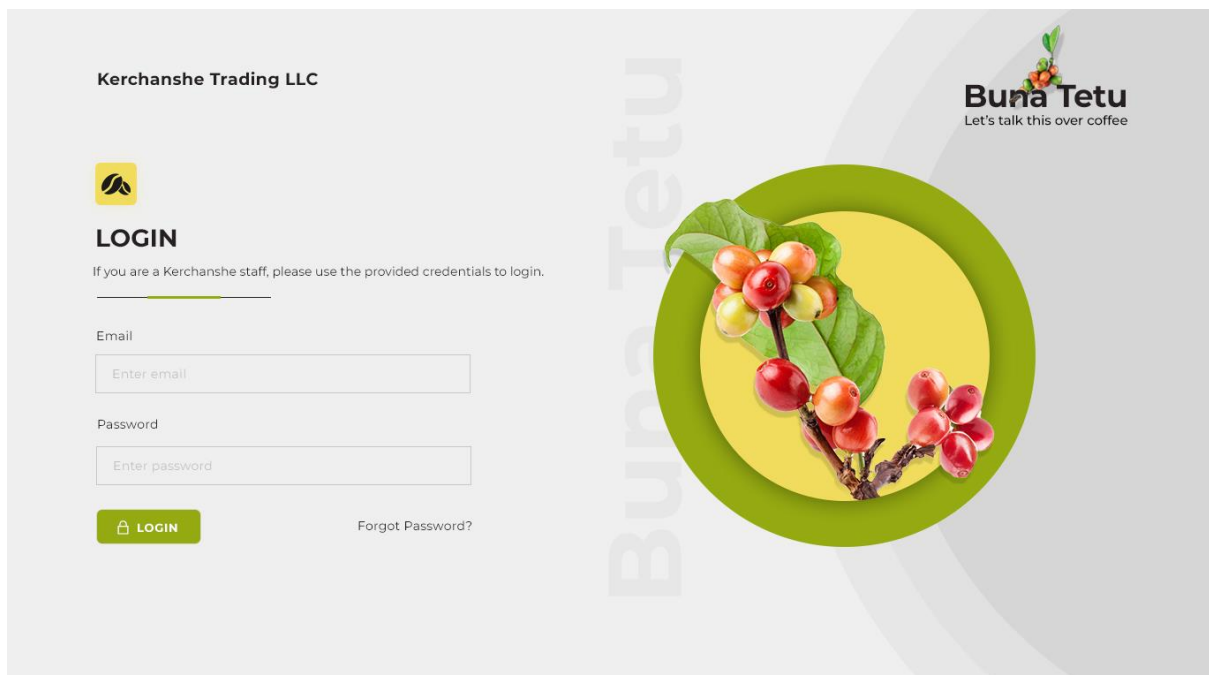 Kerchanshe Trading LLC
Buna Tetu
Let's talk this over coffee
LOGIN
If you are a Kerchanshe staff, please use the provided credentials to login.
Email
Enter email
Password
Enter password
LOGIN
Forgot Password?
Buna Tetu